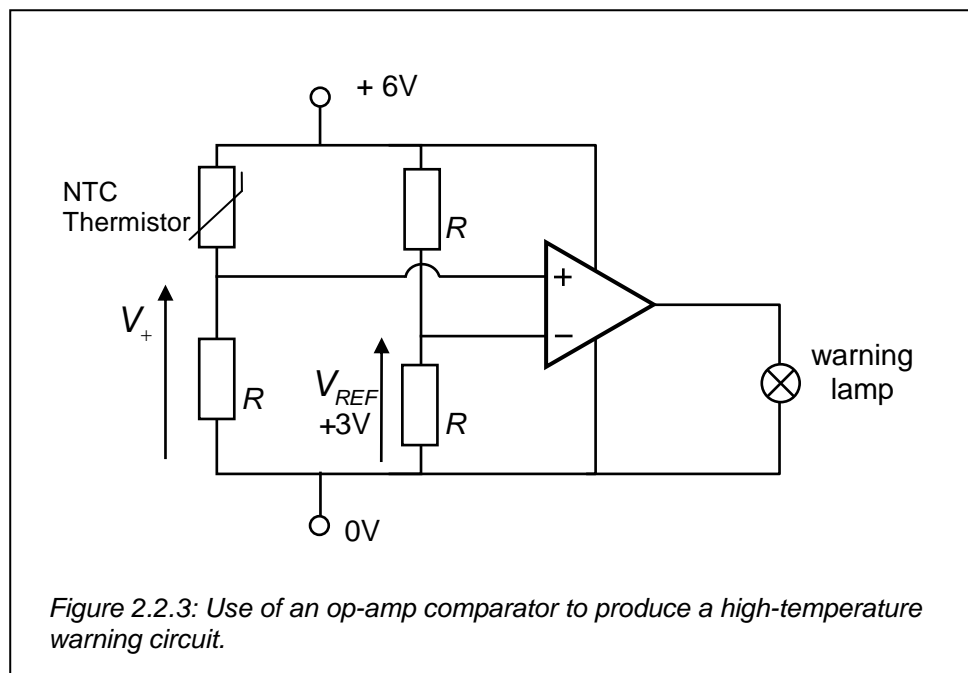 + 6V
NTC
Thermistor
R
V+
+
−
R
VREF
+3V
R
warning
lamp
0V
Figure 2.2.3: Use of an op-amp comparator to produce a high-temperature
warning circuit.